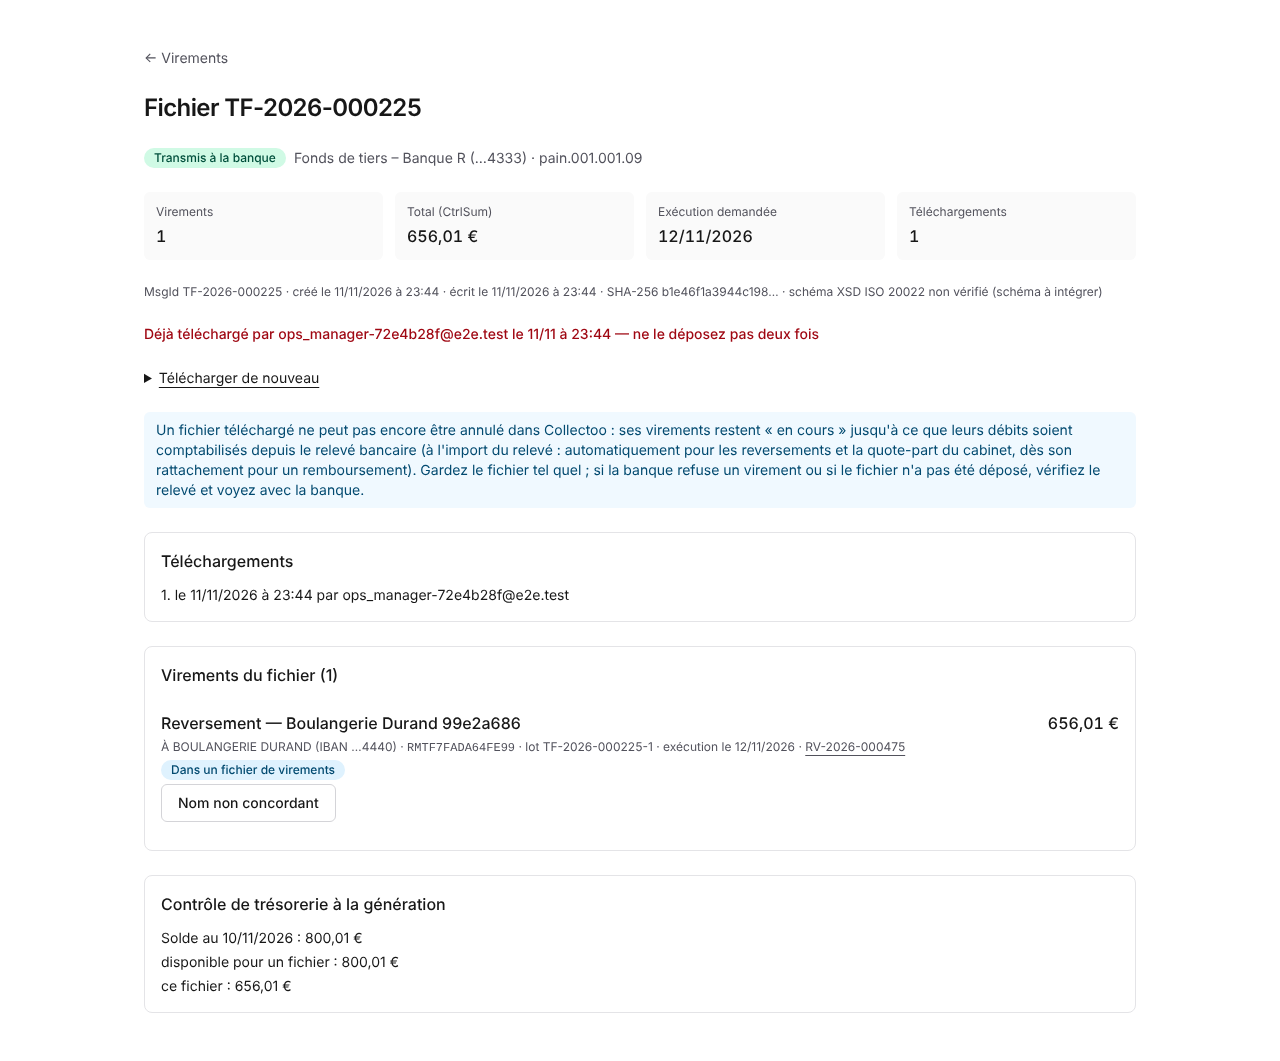 ← Virements
Fichier TF-2026-000225
Transmis à la banque Fonds de tiers – Banque R (…4333) · pain.001.001.09
Virements Total (CtrlSum) Exécution demandée Téléchargements
1 656,01 € 12/11/2026 1
MsgId TF-2026-000225 · créé le 11/11/2026 à 23:44 · écrit le 11/11/2026 à 23:44 · SHA-256 b1e46f1a3944c198… · schéma XSD ISO 20022 non vérifié (schéma à intégrer)
Déjà téléchargé par ops_manager-72e4b28f@e2e.test le 11/11 à 23:44 — ne le déposez pas deux fois
▶ Télécharger de nouveau
Un fichier téléchargé ne peut pas encore être annulé dans Collectoo : ses virements restent « en cours » jusqu'à ce que leurs débits soient
comptabilisés depuis le relevé bancaire (à l'import du relevé : automatiquement pour les reversements et la quote-part du cabinet, dès son
rattachement pour un remboursement). Gardez le fichier tel quel ; si la banque refuse un virement ou si le fichier n'a pas été déposé, vérifiez le
relevé et voyez avec la banque.
Téléchargements
1. le 11/11/2026 à 23:44 par ops_manager-72e4b28f@e2e.test
Virements du fichier (1)
Reversement — Boulangerie Durand 99e2a686 656,01 €
À BOULANGERIE DURAND (IBAN …4440) · RMTF7FADA64FE99 · lot TF-2026-000225-1 · exécution le 12/11/2026 · RV-2026-000475
Dans un fichier de virements
Nom non concordant
Contrôle de trésorerie à la génération
Solde au 10/11/2026 : 800,01 €
disponible pour un fichier : 800,01 €
ce fichier : 656,01 €